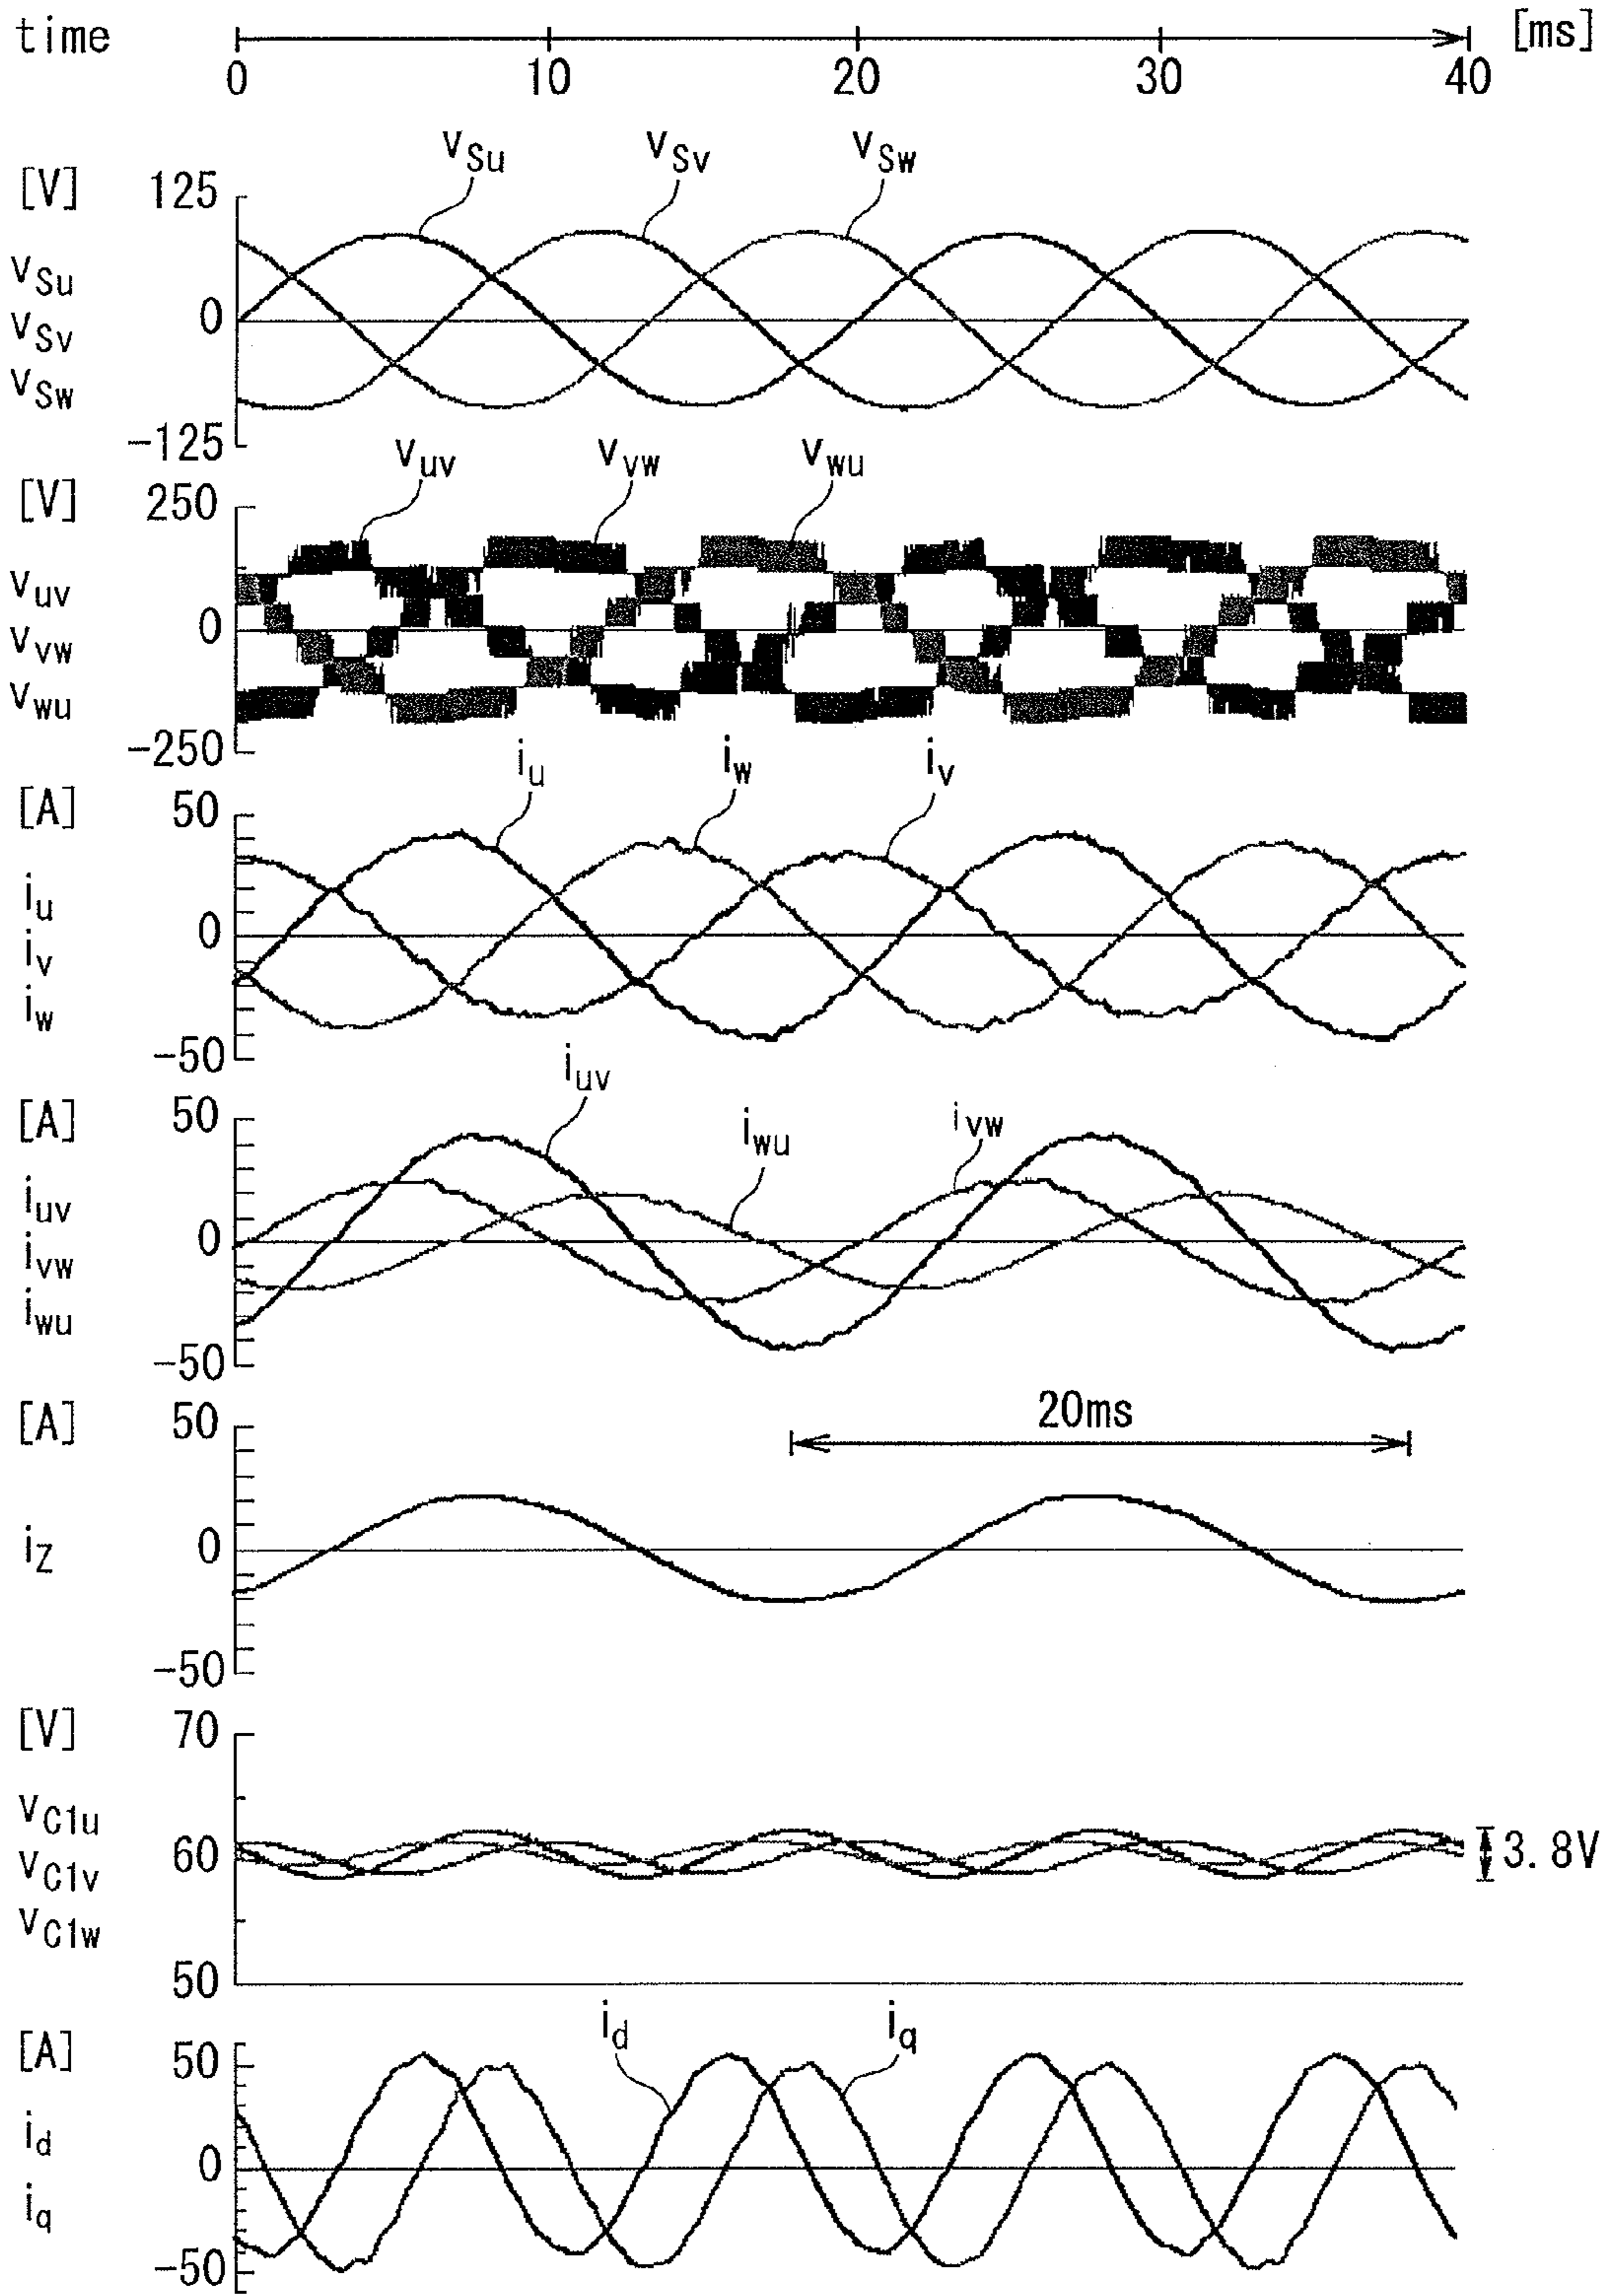 time [ms]
0 10 20 30 40
vSu vSv vSw
[V] 125
vSu
0
vSv
vSw
-125
vuv vvw vwu
[V] 250
vuv
0
vvw
vwu
-250
iu iw iv
[A] 50
iu
0
iv
iw
-50
iuv
[A] 50
iwu ivw
iuv
0
ivw
iwu
-50
[A] 50
20ms
iZ 0
-50
[V] 70
vC1u
60
vC1v
3.8V
vC1w
50
id iq
[A] 50
id
0
iq
-50